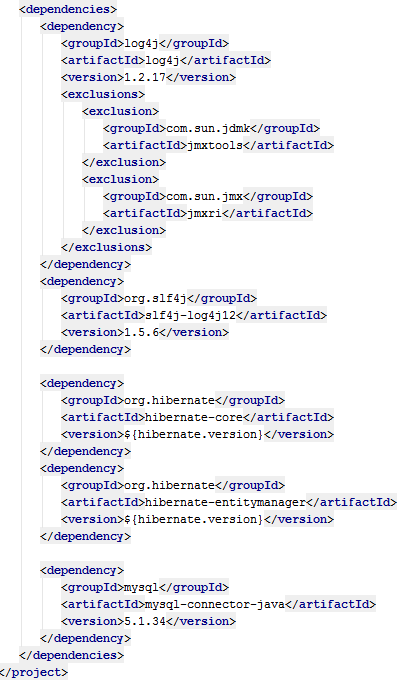 <dependencies>
<dependency>
<groupId>log4j</groupId>
<artifactId>log4j</artifactId>
<version>1.2.17</version>
<exclusions>
<exclusion>
<groupId>com.sun.jdmk</groupId>
<artifactId>jmxtools</artifactId>
</exclusion>
<exclusion>
<groupId>com.sun.jmx</groupId>
<artifactId>jmxri</artifactId>
</exclusion>
</exclusions>
</dependency>
<dependency>
<groupId>org.slf4j</groupId>
<artifactId>slf4j-log4j12</artifactId>
<version>1.5.6</version>
</dependency>
<dependency>
<groupId>org.hibernate</groupId>
<artifactId>hibernate-core</artifactId>
<version>${hibernate.version}</version>
</dependency>
<dependency>
<groupId>org.hibernate</groupId>
<artifactId>hibernate-entitymanager</artifactId>
<version>${hibernate.version}</version>
</dependency>
<dependency>
<groupId>mysql</groupId>
<artifactId>mysql-connector-java</artifactId>
<version>5.1.34</version>
</dependency>
</dependencies>
</project>